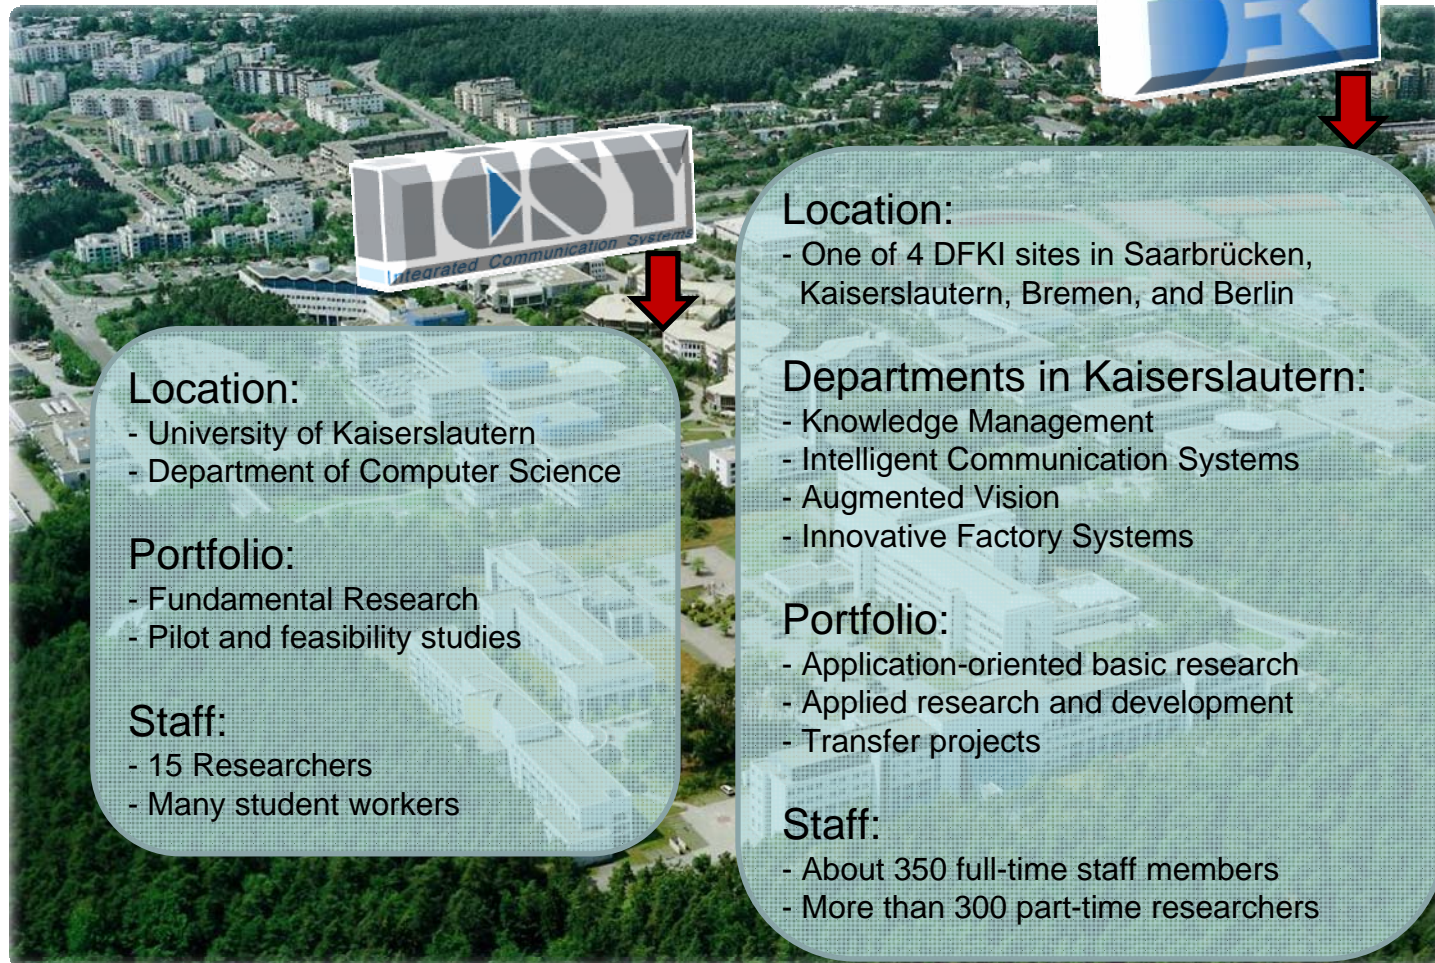 ICSY
Integrated Communication Systems
Location:
- University of Kaiserslautern
- Department of Computer Science
Portfolio:
- Fundamental Research
- Pilot and feasibility studies
Staff:
- 15 Researchers
- Many student workers
Location:
- One of 4 DFKI sites in Saarbrücken,
Kaiserslautern, Bremen, and Berlin
Departments in Kaiserslautern:
- Knowledge Management
- Intelligent Communication Systems
- Augmented Vision
- Innovative Factory Systems
Portfolio:
- Application-oriented basic research
- Applied research and development
- Transfer projects
Staff:
- About 350 full-time staff members
- More than 300 part-time researchers